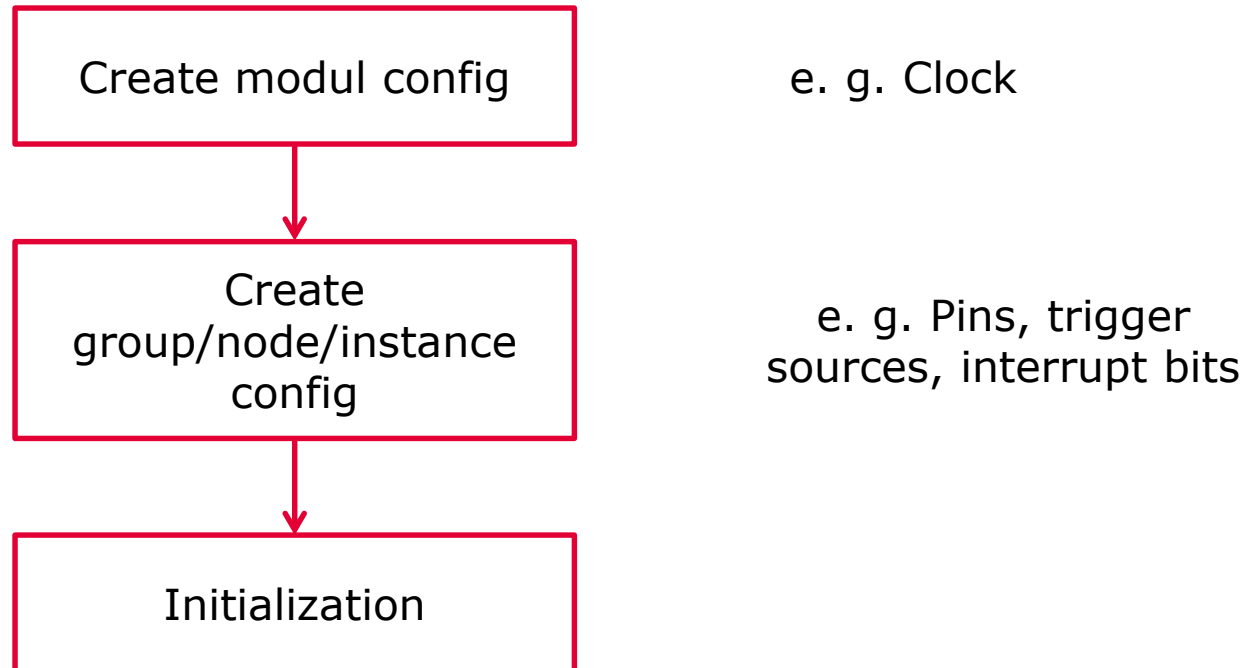 Create modul config
e. g. Clock
Create
group/node/instance
config
e. g. Pins, trigger
sources, interrupt bits
Initialization